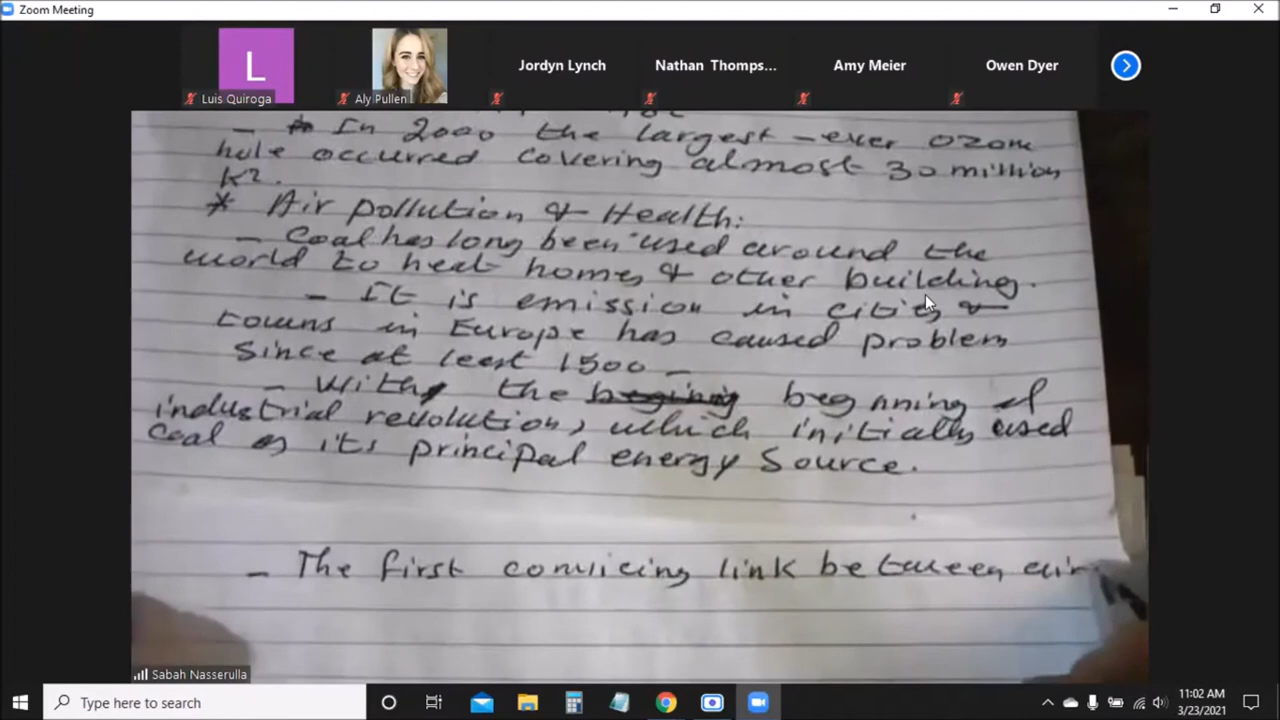 Zoom Meeting
L
Luis Quiroga
Aly Pullen
Jordyn Lynch
Nathan Thomps...
Amy Meier
Owen Dyer
- In 2000 the largest-ever ozon
hole occurred covering almost 30 million
K2.
* Air pollution & Health:
- Coal has long been used around the
world to heat homes & other building.
- It is emission in cities &
towns in Europe has caused problem
Since at least 1500 -
- With the begining beginning of
industrial revolution, which initially used
Coal as its principal energy Source.
- The first convicing link between air
Sabah Nasserulla
Type here to search
11:02 AM
3/23/2021